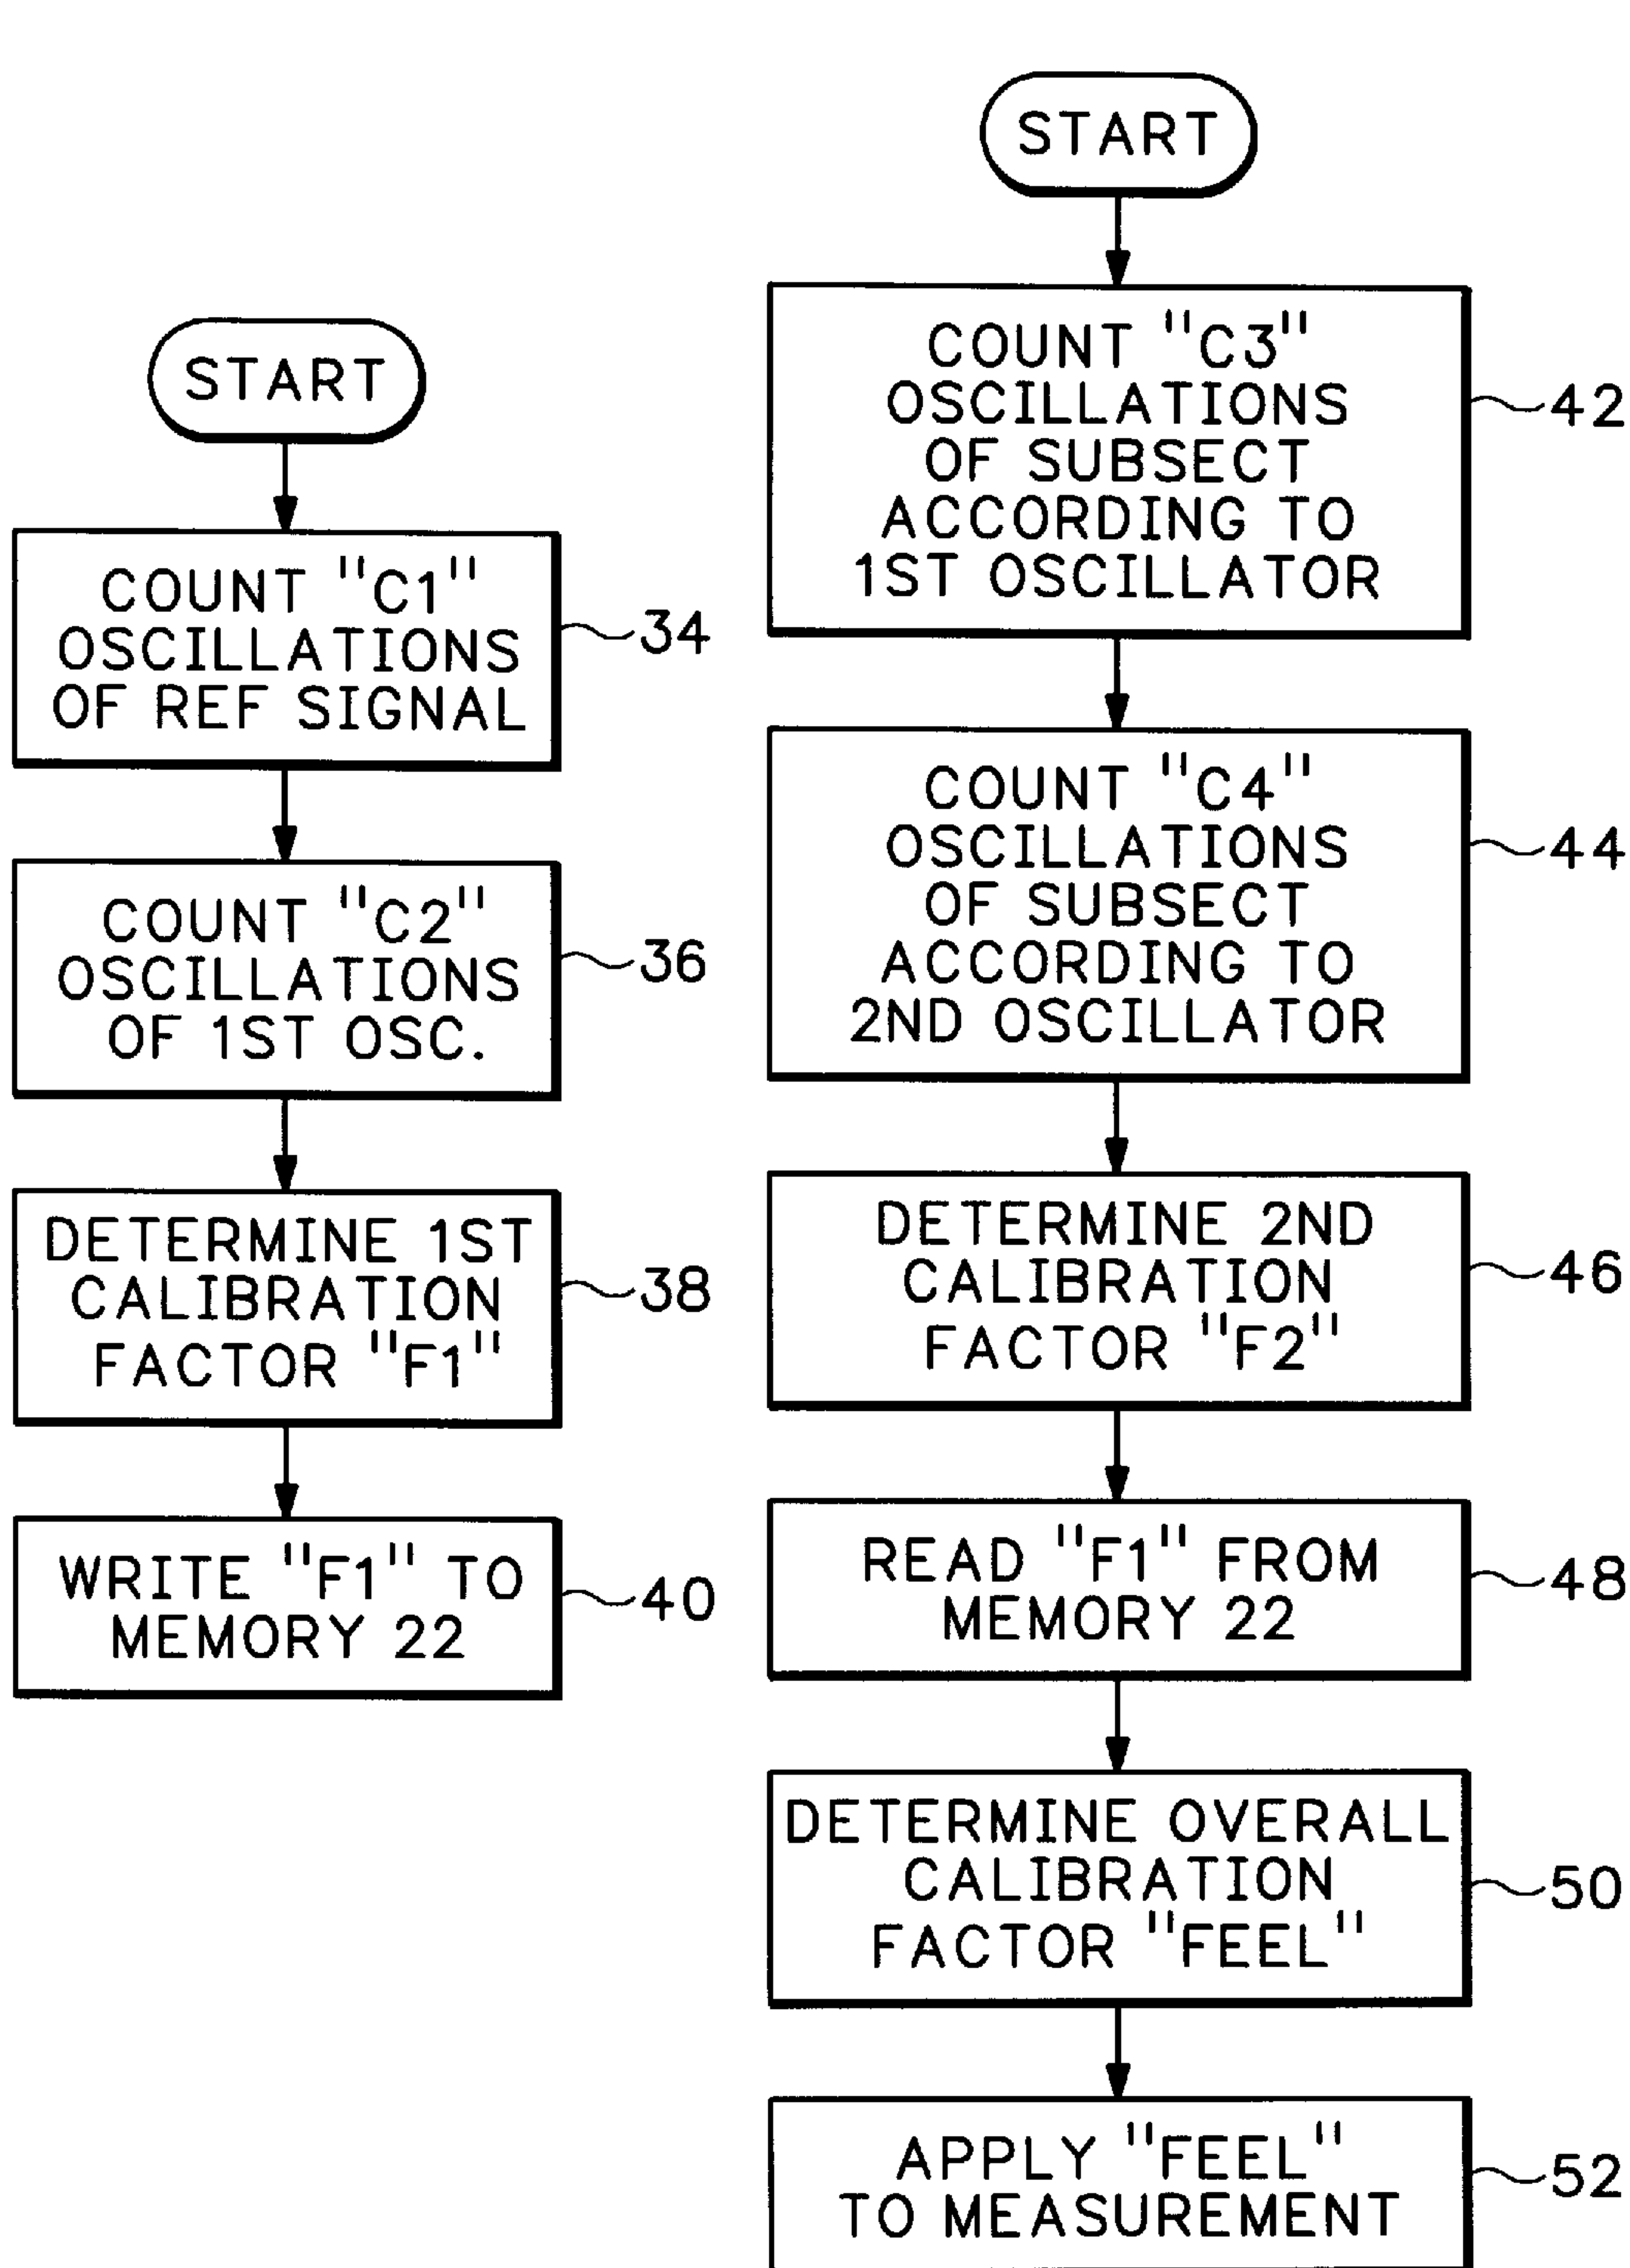 START
COUNT "C1"
OSCILLATIONS
OF REF SIGNAL
34
COUNT "C2"
OSCILLATIONS
OF 1ST OSC.
36
DETERMINE 1ST
CALIBRATION
FACTOR "F1"
38
WRITE "F1" TO
MEMORY 22
40
START
COUNT "C3"
OSCILLATIONS
OF SUBSECT
ACCORDING TO
1ST OSCILLATOR
42
COUNT "C4"
OSCILLATIONS
OF SUBSECT
ACCORDING TO
2ND OSCILLATOR
44
DETERMINE 2ND
CALIBRATION
FACTOR "F2"
46
READ "F1" FROM
MEMORY 22
48
DETERMINE OVERALL
CALIBRATION
FACTOR "FEEL"
50
APPLY "FEEL"
TO MEASUREMENT
52